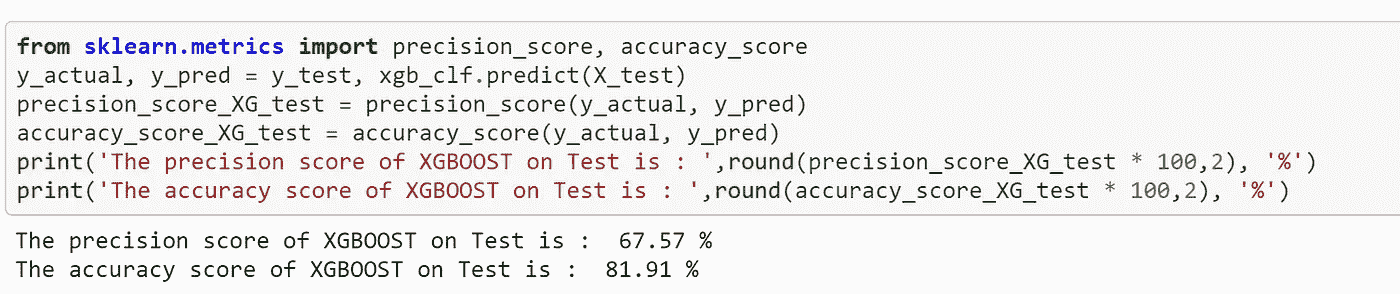 from sklearn.metrics import precision_score, accuracy_score
y_actual, y_pred = y_test, xgb_clf.predict(X_test)
precision_score_XG_test = precision_score(y_actual, y_pred)
accuracy_score_XG_test = accuracy_score(y_actual, y_pred)
print('The precision score of XGBOOST on Test is : ',round(precision_score_XG_test * 100,2), '%')
print('The accuracy score of XGBOOST on Test is : ',round(accuracy_score_XG_test * 100,2), '%')
The precision score of XGBOOST on Test is :  67.57 %
The accuracy score of XGBOOST on Test is :  81.91 %